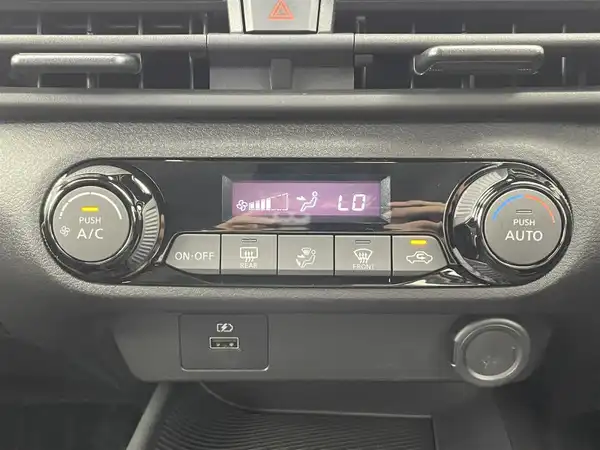 LO
PUSH
A/C
PUSH
AUTO
ON·OFF
REAR
FRONT